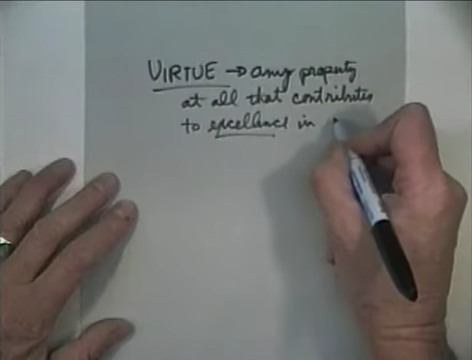 VIRTUE → any property
at all that contributes
to excellence in